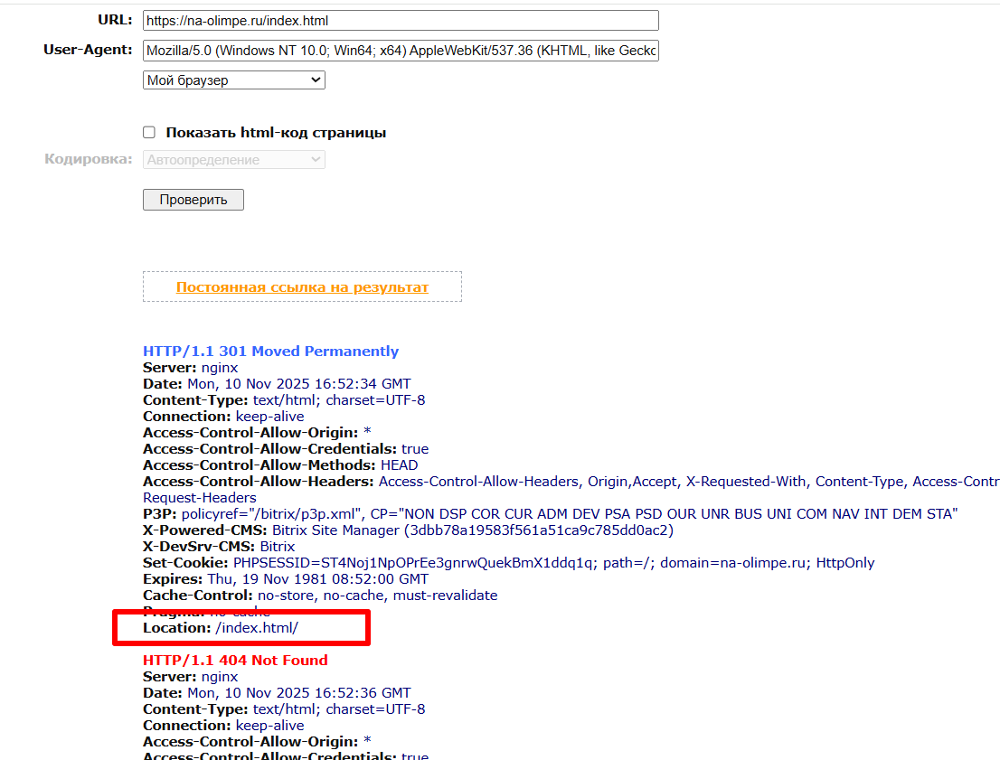 URL: https://na-olimpe.ru/index.html
User-Agent: Mozilla/5.0 (Windows NT 10.0; Win64; x64) AppleWebKit/537.36 (KHTML, like Gecko
Мой браузер
Показать html-код страницы
Кодировка: Автоопределение
Проверить
Постоянная ссылка на результат
HTTP/1.1 301 Moved Permanently
Server: nginx
Date: Mon, 10 Nov 2025 16:52:34 GMT
Content-Type: text/html; charset=UTF-8
Connection: keep-alive
Access-Control-Allow-Origin: *
Access-Control-Allow-Credentials: true
Access-Control-Allow-Methods: HEAD
Access-Control-Allow-Headers: Access-Control-Allow-Headers, Origin,Accept, X-Requested-With, Content-Type, Access-Contr
Request-Headers
P3P: policyref="/bitrix/p3p.xml", CP="NON DSP COR CUR ADM DEV PSA PSD OUR UNR BUS UNI COM NAV INT DEM STA"
X-Powered-CMS: Bitrix Site Manager (3dbb78a19583f561a51ca9c785dd0ac2)
X-DevSrv-CMS: Bitrix
Set-Cookie: PHPSESSID=ST4Noj1NpOPrEe3gnrwQuekBmX1ddq1q; path=/; domain=na-olimpe.ru; HttpOnly
Expires: Thu, 19 Nov 1981 08:52:00 GMT
Cache-Control: no-store, no-cache, must-revalidate
Pragma: no-cache
Location: /index.html/
HTTP/1.1 404 Not Found
Server: nginx
Date: Mon, 10 Nov 2025 16:52:36 GMT
Content-Type: text/html; charset=UTF-8
Connection: keep-alive
Access-Control-Allow-Origin: *
Access-Control-Allow-Credentials: true